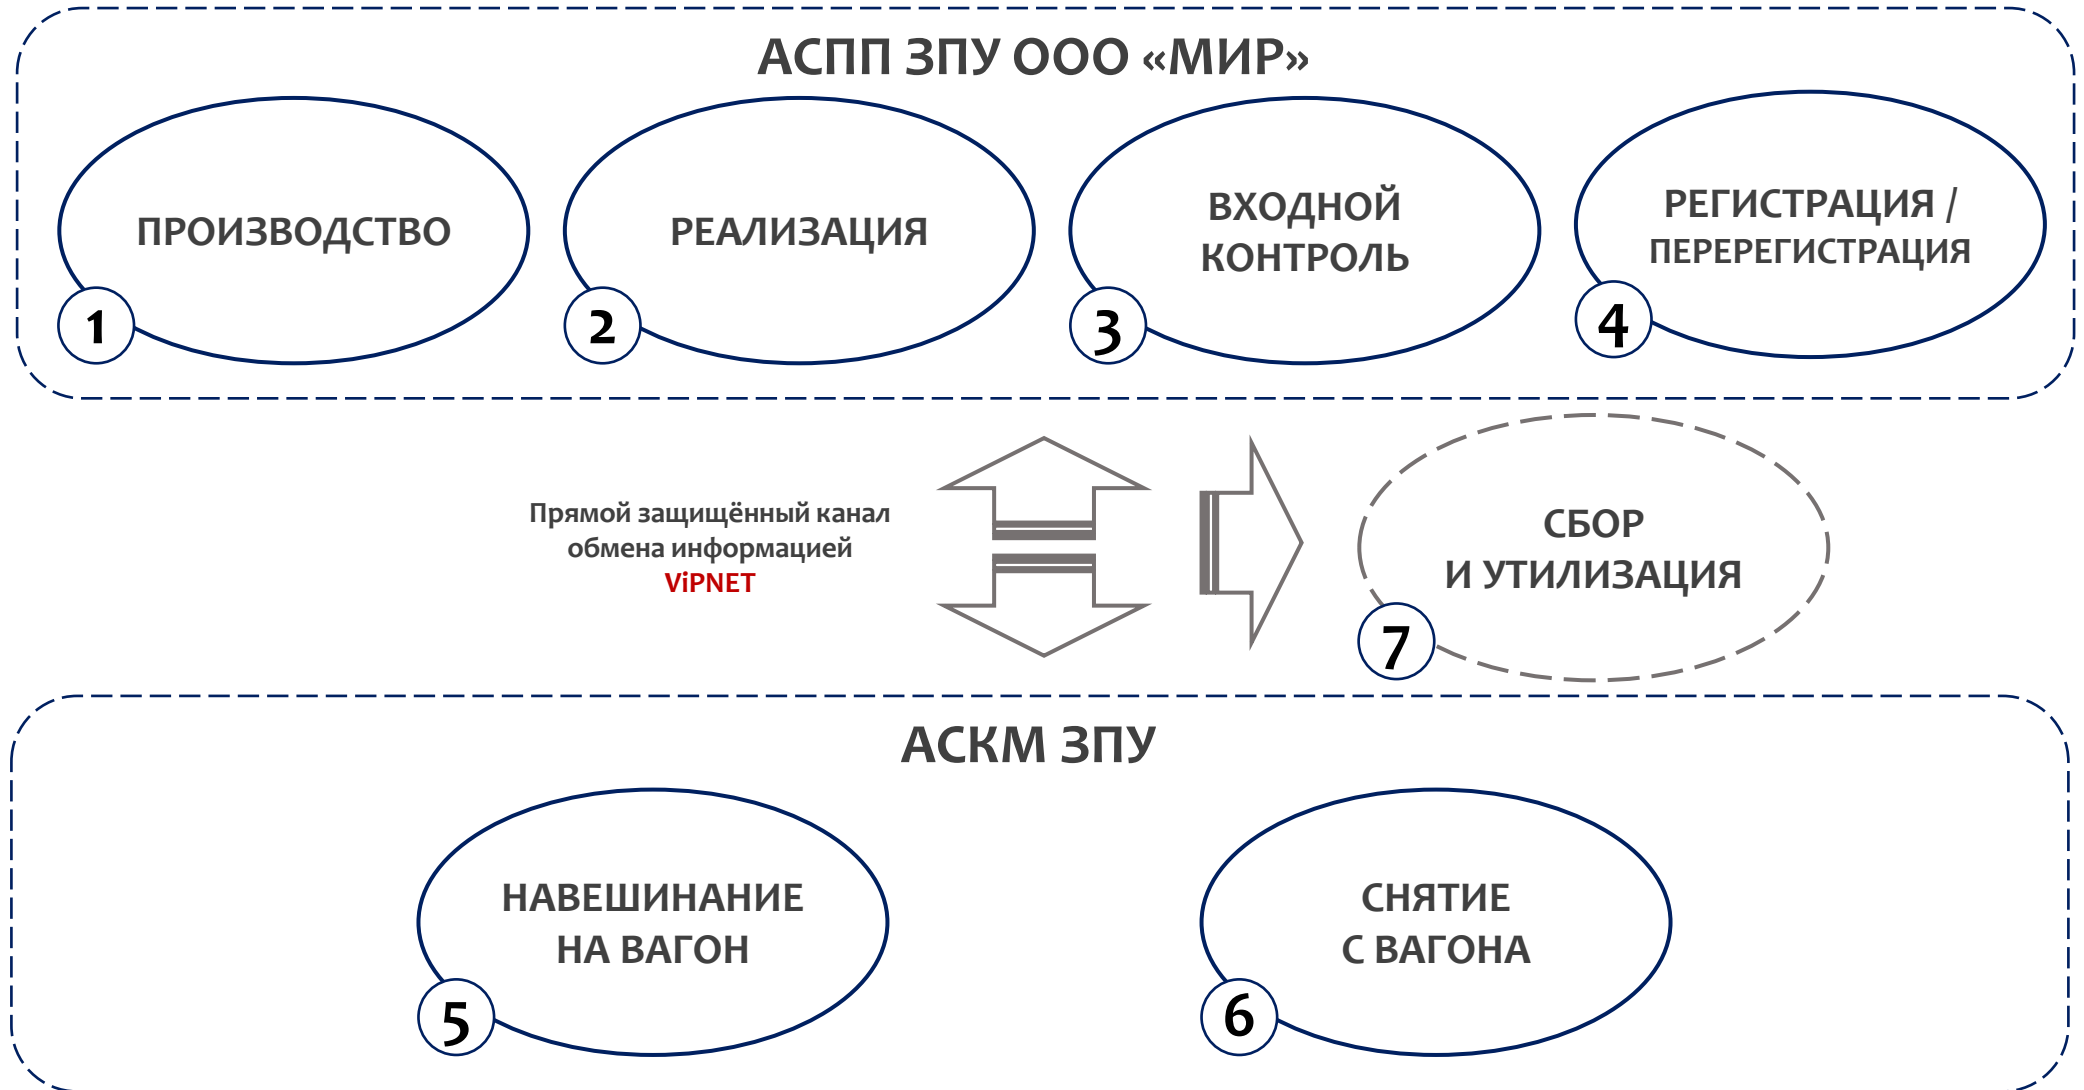 АСПП ЗПУ ООО «МИР»
ПРОИЗВОДСТВО
1
РЕАЛИЗАЦИЯ
2
ВХОДНОЙ
КОНТРОЛЬ
3
РЕГИСТРАЦИЯ /
ПЕРЕРЕГИСТРАЦИЯ
4
Прямой защищённый канал
обмена информацией
ViPNET
СБОР
И УТИЛИЗАЦИЯ
7
АСКМ ЗПУ
НАВЕШИНАНИЕ
НА ВАГОН
5
СНЯТИЕ
С ВАГОНА
6